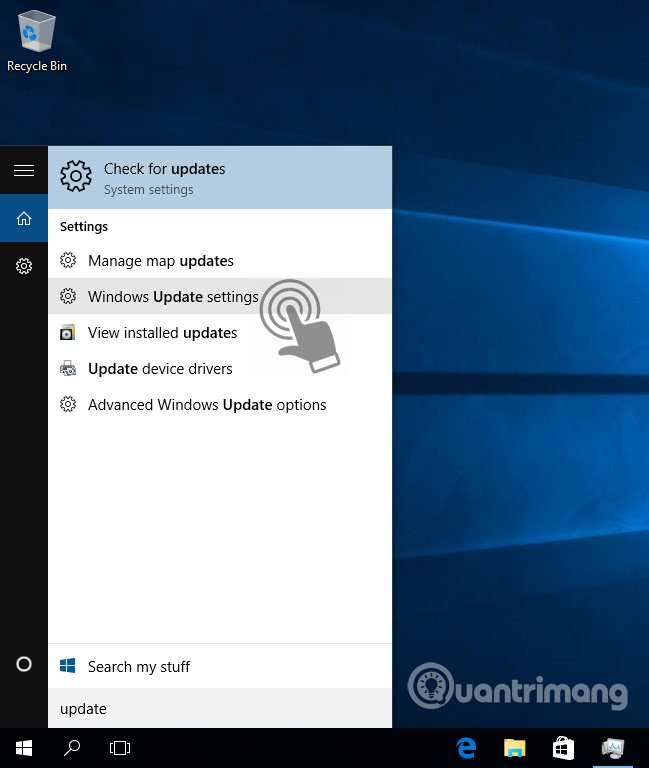 Recycle Bin
Check for updates
System settings
Settings
Manage map updates
Windows Update settings
View installed updates
Update device drivers
Advanced Windows Update options
Search my stuff
update
Quantrimang